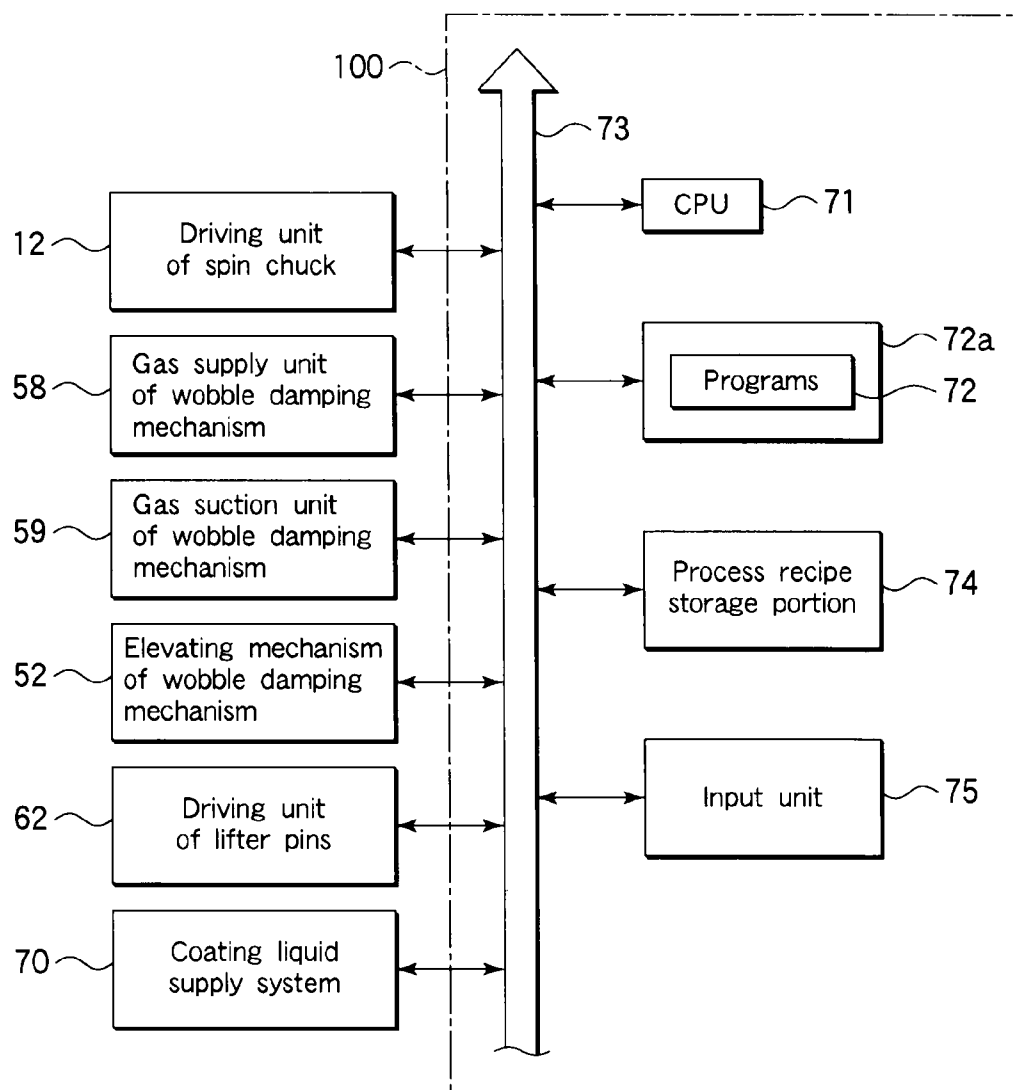 100
73
CPU
71
12
Driving unit
of spin chuck
72a
Programs
72
58
Gas supply unit
of wobble damping
mechanism
59
Gas suction unit
of wobble damping
mechanism
Process recipe
storage portion
74
52
Elevating mechanism
of wobble damping
mechanism
Input unit
75
62
Driving unit
of lifter pins
70
Coating liquid
supply system